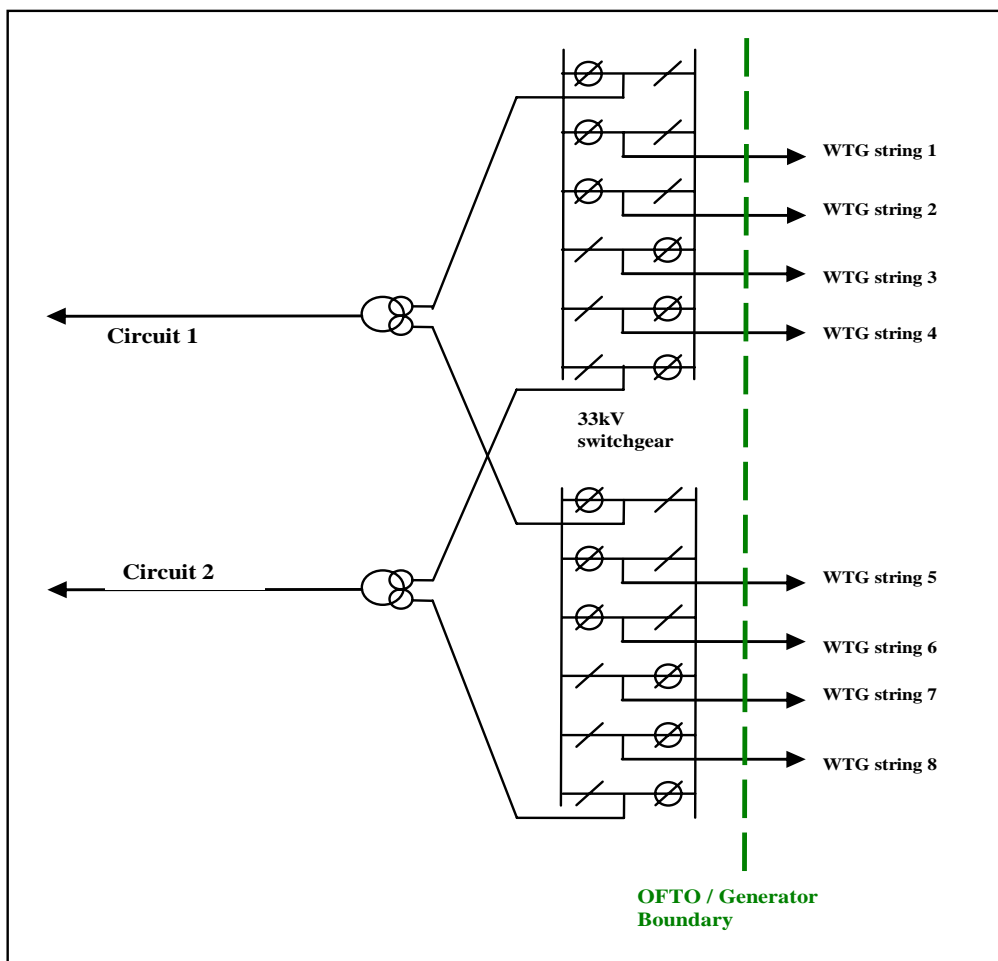 WTG string 1
WTG string 2
WTG string 3
Circuit 1
WTG string 4
33kV
switchgear
Circuit 2
WTG string 5
WTG string 6
WTG string 7
WTG string 8
OFTO / Generator
Boundary